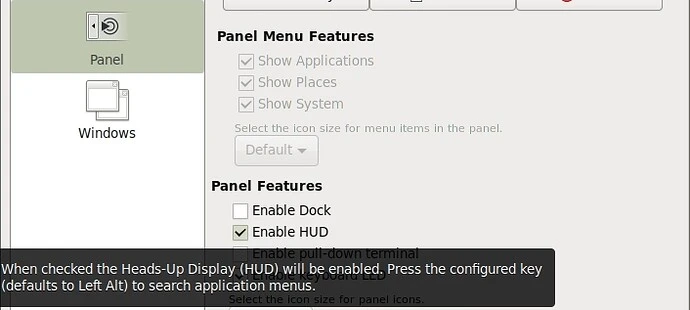 Panel
Windows
Panel Menu Features
Show Applications
Show Places
Show System
Select the icon size for menu items in the panel.
Default
Panel Features
Enable Dock
Enable HUD
Enable pull-down terminal
Enable keyboard LED
When checked the Heads-Up Display (HUD) will be enabled. Press the configured key
(defaults to Left Alt) to search application menus.
Select the icon size for panel icons.